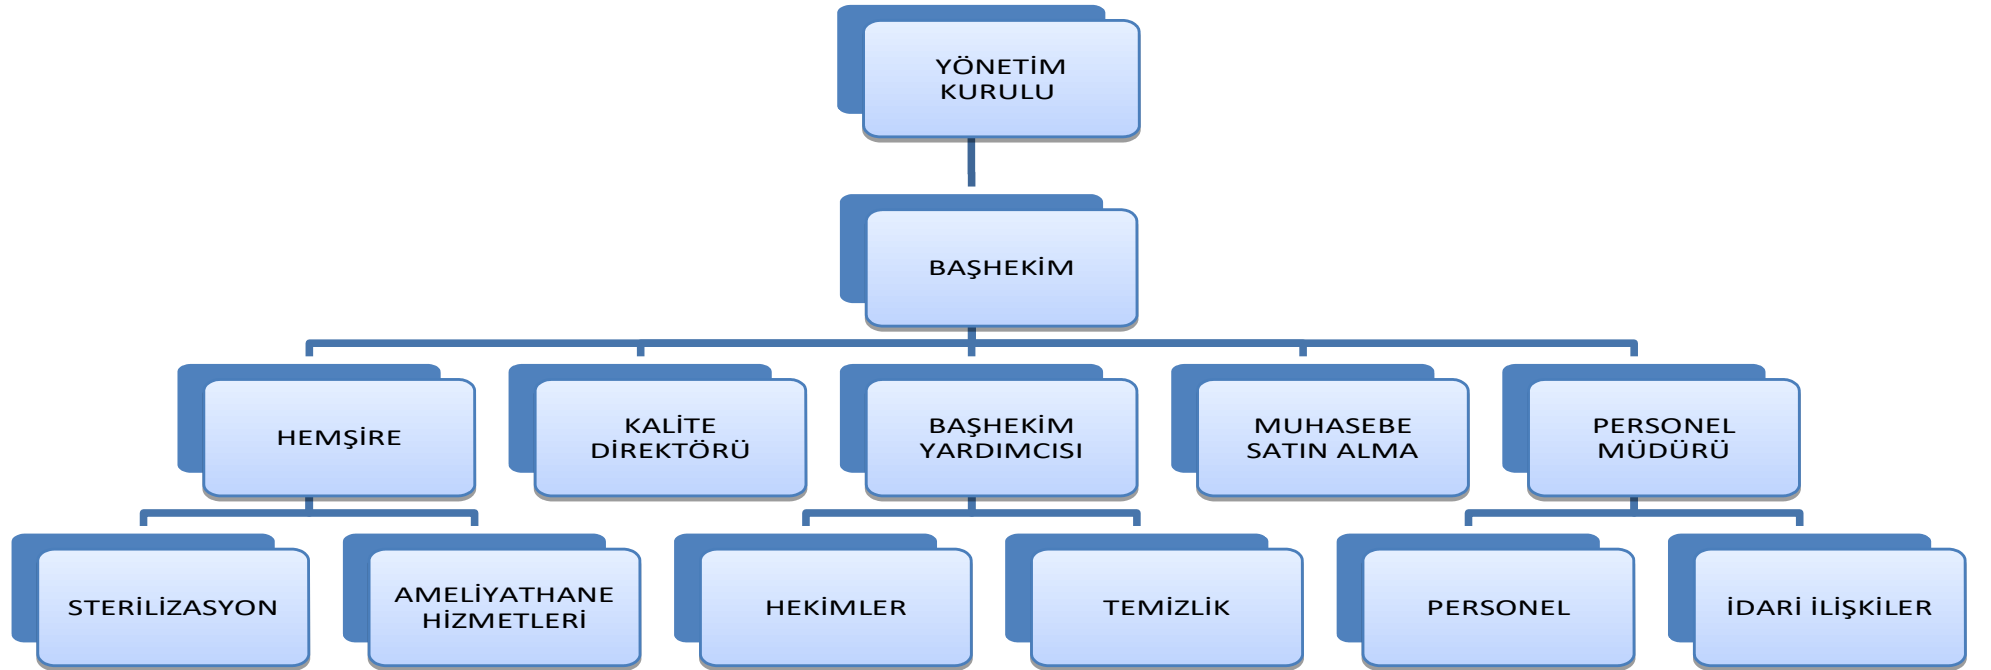 YÖNETİM
KURULU
BAŞHEKİM
HEMŞİRE
KALİTE
DİREKTÖRÜ
BAŞHEKİM
YARDIMCISI
MUHASEBE
SATIN ALMA
PERSONEL
MÜDÜRÜ
STERİLİZASYON
AMELİYATHANE
HİZMETLERİ
HEKİMLER
TEMİZLİK
PERSONEL
İDARİ İLİŞKİLER